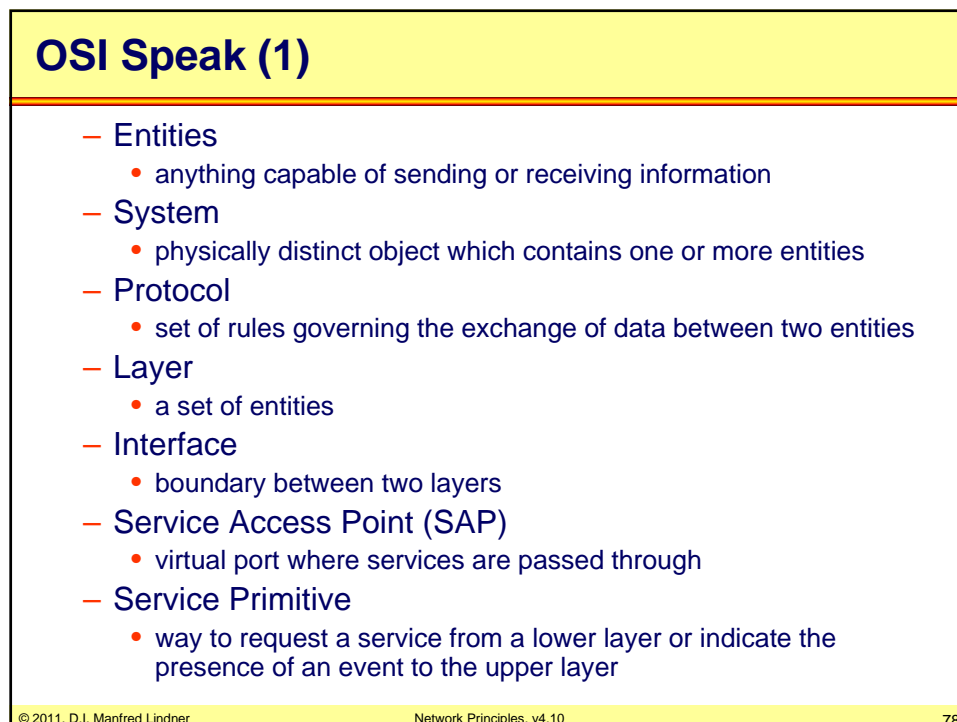 OSI Speak (1)
– Entities
• anything capable of sending or receiving information
– System
• physically distinct object which contains one or more entities
– Protocol
• set of rules governing the exchange of data between two entities
– Layer
• a set of entities
– Interface
• boundary between two layers
– Service Access Point (SAP)
• virtual port where services are passed through
– Service Primitive
• way to request a service from a lower layer or indicate the
presence of an event to the upper layer
© 2011, D.I. Manfred Lindner Network Principles, v4.10 78